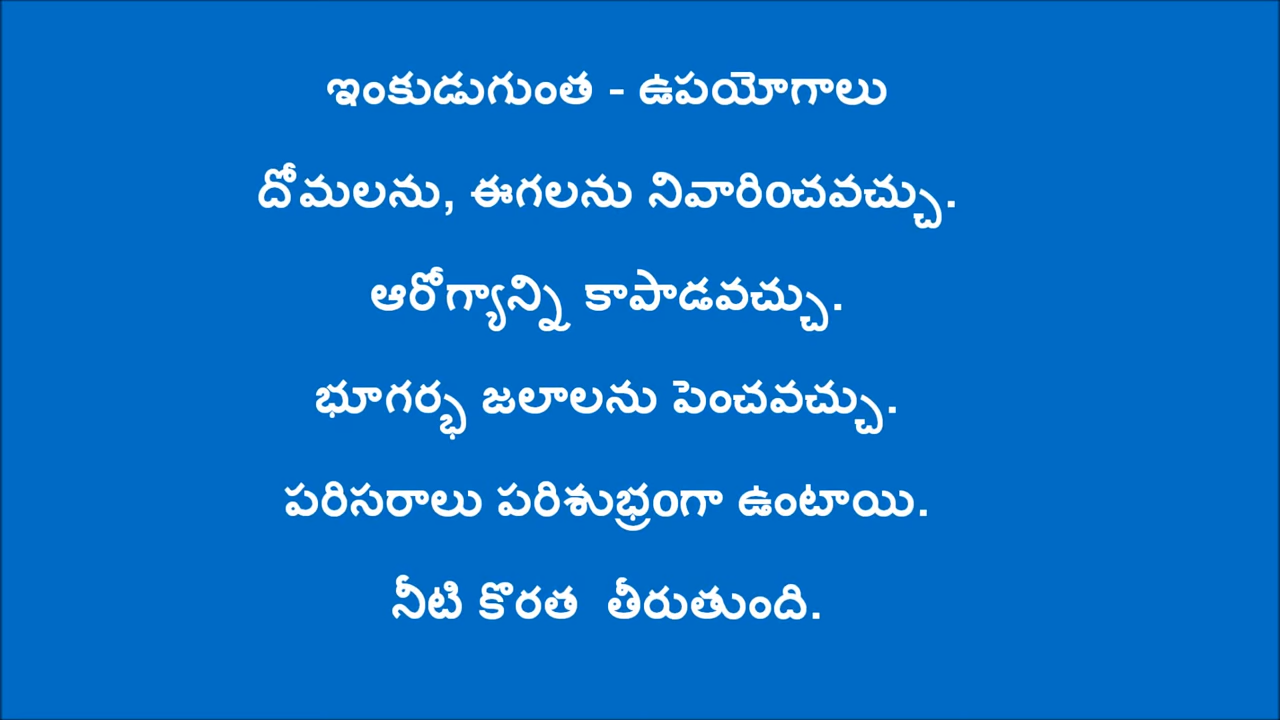 ఇంకుడుగుంత - ఉపయోగాలు
దోమలను, ఈగలను నివారించవచ్చు.
ఆరోగ్యాన్ని కాపాడవచ్చు.
భూగర్భ జలాలను పెంచవచ్చు.
పరిసరాలు పరిశుభ్రంగా ఉంటాయి.
నీటి కొరత తీరుతుంది.